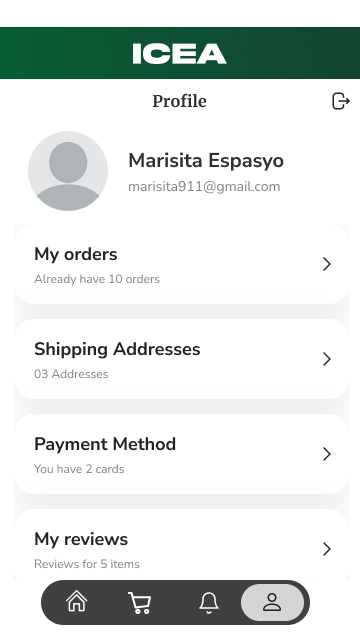 ICEA
Profile
Marisita Espasyo
marisita911@gmail.com
My orders
Already have 10 orders
Shipping Addresses
03 Addresses
Payment Method
You have 2 cards
My reviews
Reviews for 5 items